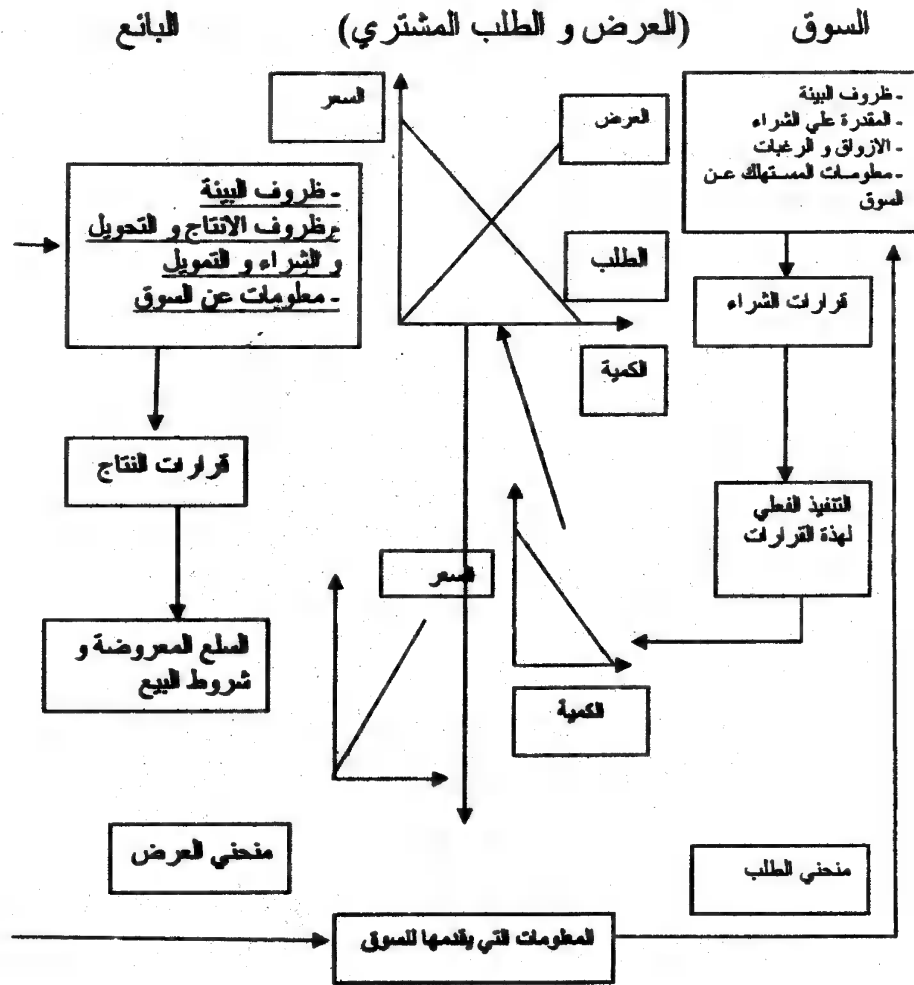 السوق
(العرض و الطلب المشتري)
البائع
- ظروف البينة
- المقدرة علي الشراء
- الازواق و الرغبات
- معلومات المستهلك عن
السوق
السعر
العرض
الطلب
الكمية
- ظروف البينة
- ظروف الانتاج و التحويل
و الشراء و التمويل
- معلومات عن السوق
قرارات الشراء
قرارات النتاج
التنفيذ الفعلي
لهذة القرارات
السعر
السلع المعروضة و
شروط البيع
الكمية
منحني العرض
منحني الطلب
المعلومات التي يقدمها للسوق